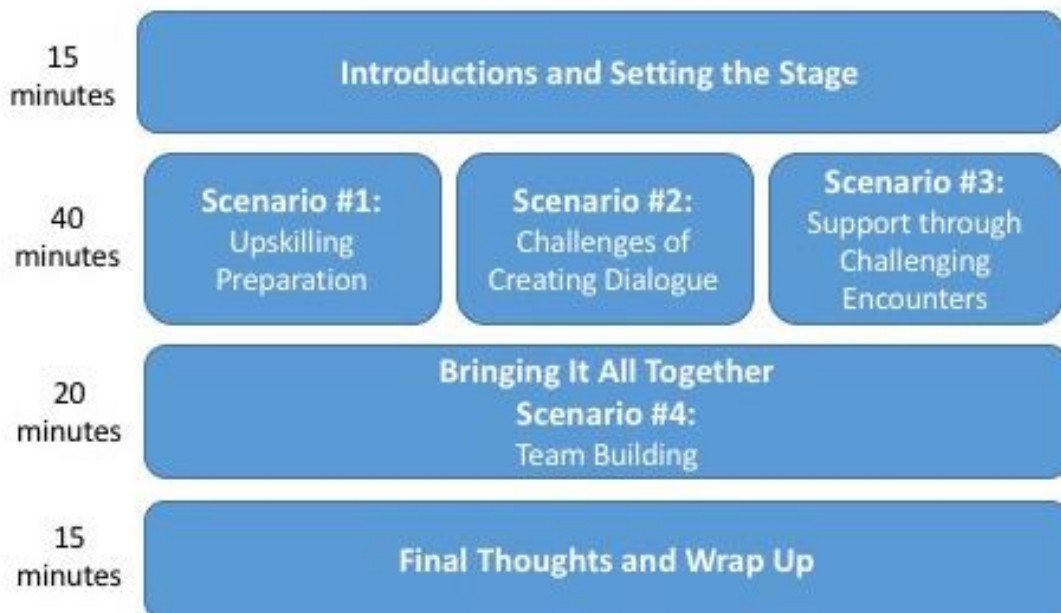 15
minutes
Introductions and Setting the Stage
40
minutes
Scenario #1:
Upskilling
Preparation
Scenario #2:
Challenges of
Creating Dialogue
Scenario #3:
Support through
Challenging
Encounters
20
minutes
Bringing It All Together
Scenario #4:
Team Building
15
minutes
Final Thoughts and Wrap Up